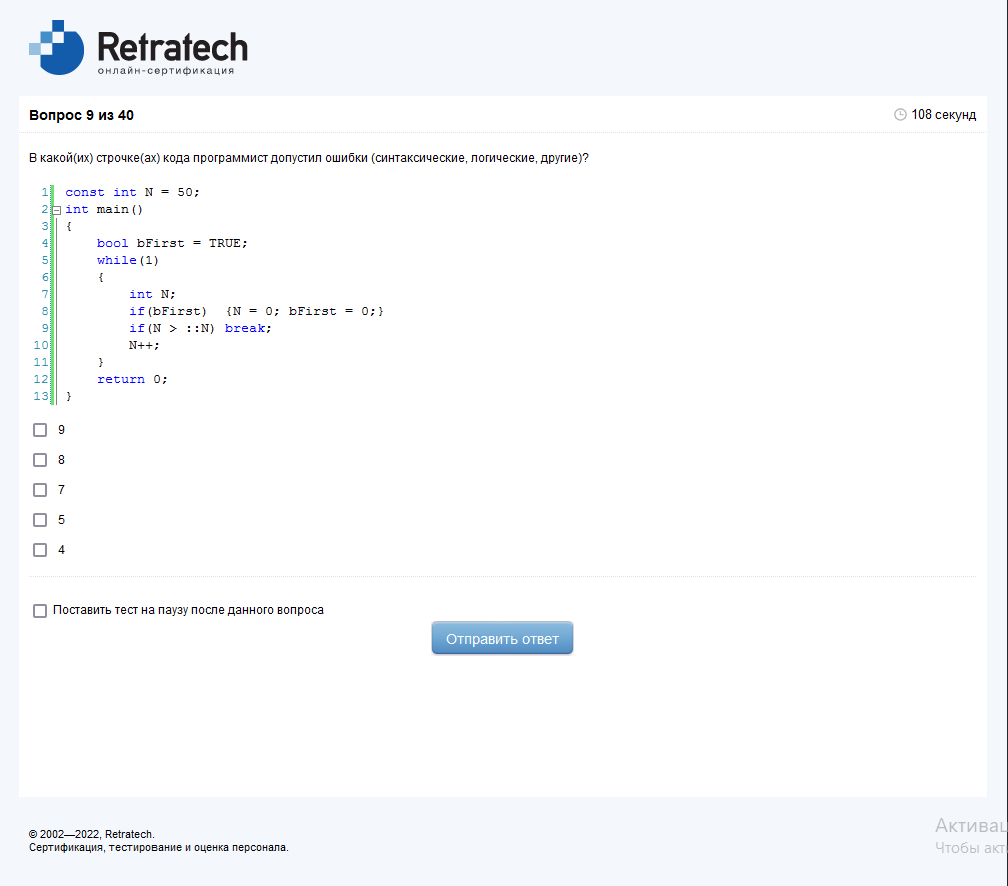 Retratech
онлайн-сертификация
Вопрос 9 из 40
108 секунд
В какой(их) строчке(ах) кода программист допустил ошибки (синтаксические, логические, другие)?
1 const int N = 50;
2 int main()
3 {
4 bool bFirst = TRUE;
5 while(1)
6 {
7 int N;
8 if(bFirst) {N = 0; bFirst = 0;}
9 if(N > ::N) break;
10 N++;
11 }
12 return 0;
13 }
9
8
7
5
4
Поставить тест на паузу после данного вопроса
Отправить ответ
© 2002—2022, Retratech.
Сертификация, тестирование и оценка персонала.
Чтобы